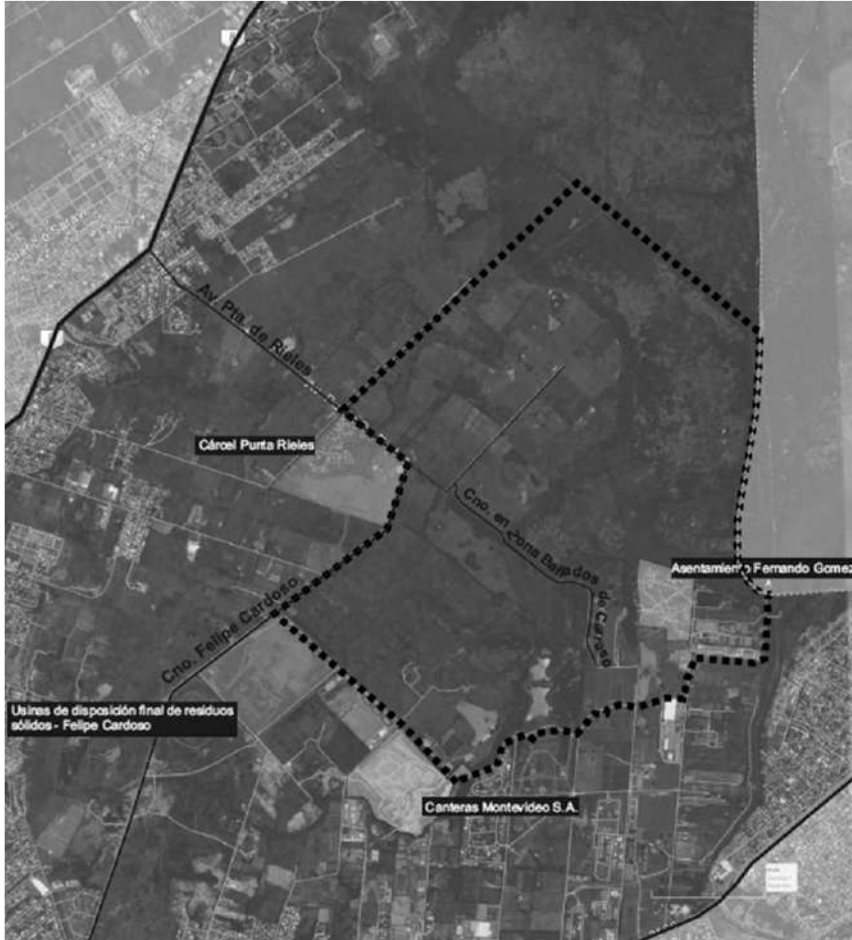 Av. Pta. de Rieles
Cárcel Punta Rieles
Cno. en zona Bañados de Carrasco
Asentamiento Fernando Gomez
Cno. Felipe Cardoso
Usinas de disposición final de residuos
sólidos - Felipe Cardoso
Canteras Montevideo S.A.